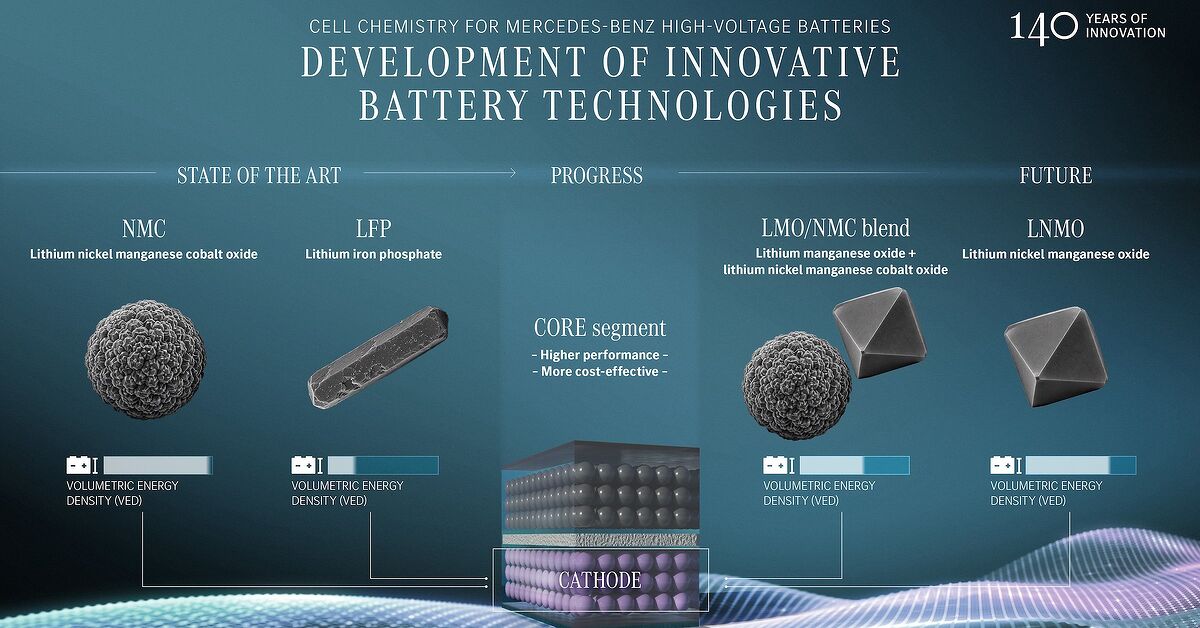 CELL CHEMISTRY FOR MERCEDES-BENZ HIGH-VOLTAGE BATTERIES
DEVELOPMENT OF INNOVATIVE
BATTERY TECHNOLOGIES
140 YEARS OF
INNOVATION
STATE OF THE ART
PROGRESS
FUTURE
NMC
Lithium nickel manganese cobalt oxide
LFP
Lithium iron phosphate
CORE segment
– Higher performance –
– More cost-effective –
LMO/NMC blend
Lithium manganese oxide +
lithium nickel manganese cobalt oxide
LNMO
Lithium nickel manganese oxide
VOLUMETRIC ENERGY
DENSITY (VED)
VOLUMETRIC ENERGY
DENSITY (VED)
VOLUMETRIC ENERGY
DENSITY (VED)
VOLUMETRIC ENERGY
DENSITY (VED)
CATHODE